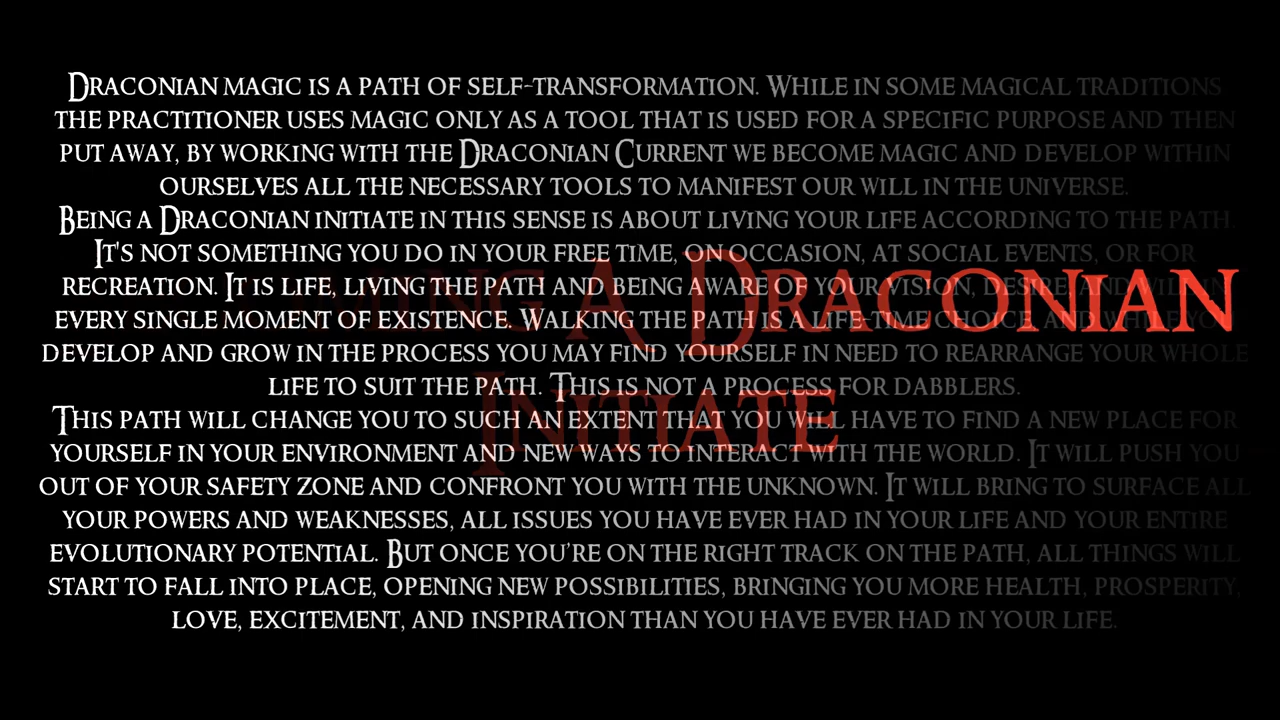 Draconian magic is a path of self-transformation. While in some magical traditions
the practitioner uses magic only as a tool that is used for a specific purpose and then
put away, by working with the Draconian Current we become magic and develop within
ourselves all the necessary tools to manifest our will in the universe.
Being a Draconian initiate in this sense is about living your life according to the path.
It's not something you do in your free time, on occasion, at social events, or for
recreation. It is life, living the path and being aware of your vision, desire and will in
every single moment of existence. Walking the path is a life-time choice and while you
develop and grow in the process you may find yourself in need to rearrange your whole
life to suit the path. This is not a process for dabblers.
This path will change you to such an extent that you will have to find a new place for
yourself in your environment and new ways to interact with the world. It will push you
out of your safety zone and confront you with the unknown. It will bring to surface all
your powers and weaknesses, all issues you have ever had in your life and your entire
evolutionary potential. But once you’re on the right track on the path, all things will
start to fall into place, opening new possibilities, bringing you more health, prosperity,
love, excitement, and inspiration than you have ever had in your life.
A Draconian
Initiate